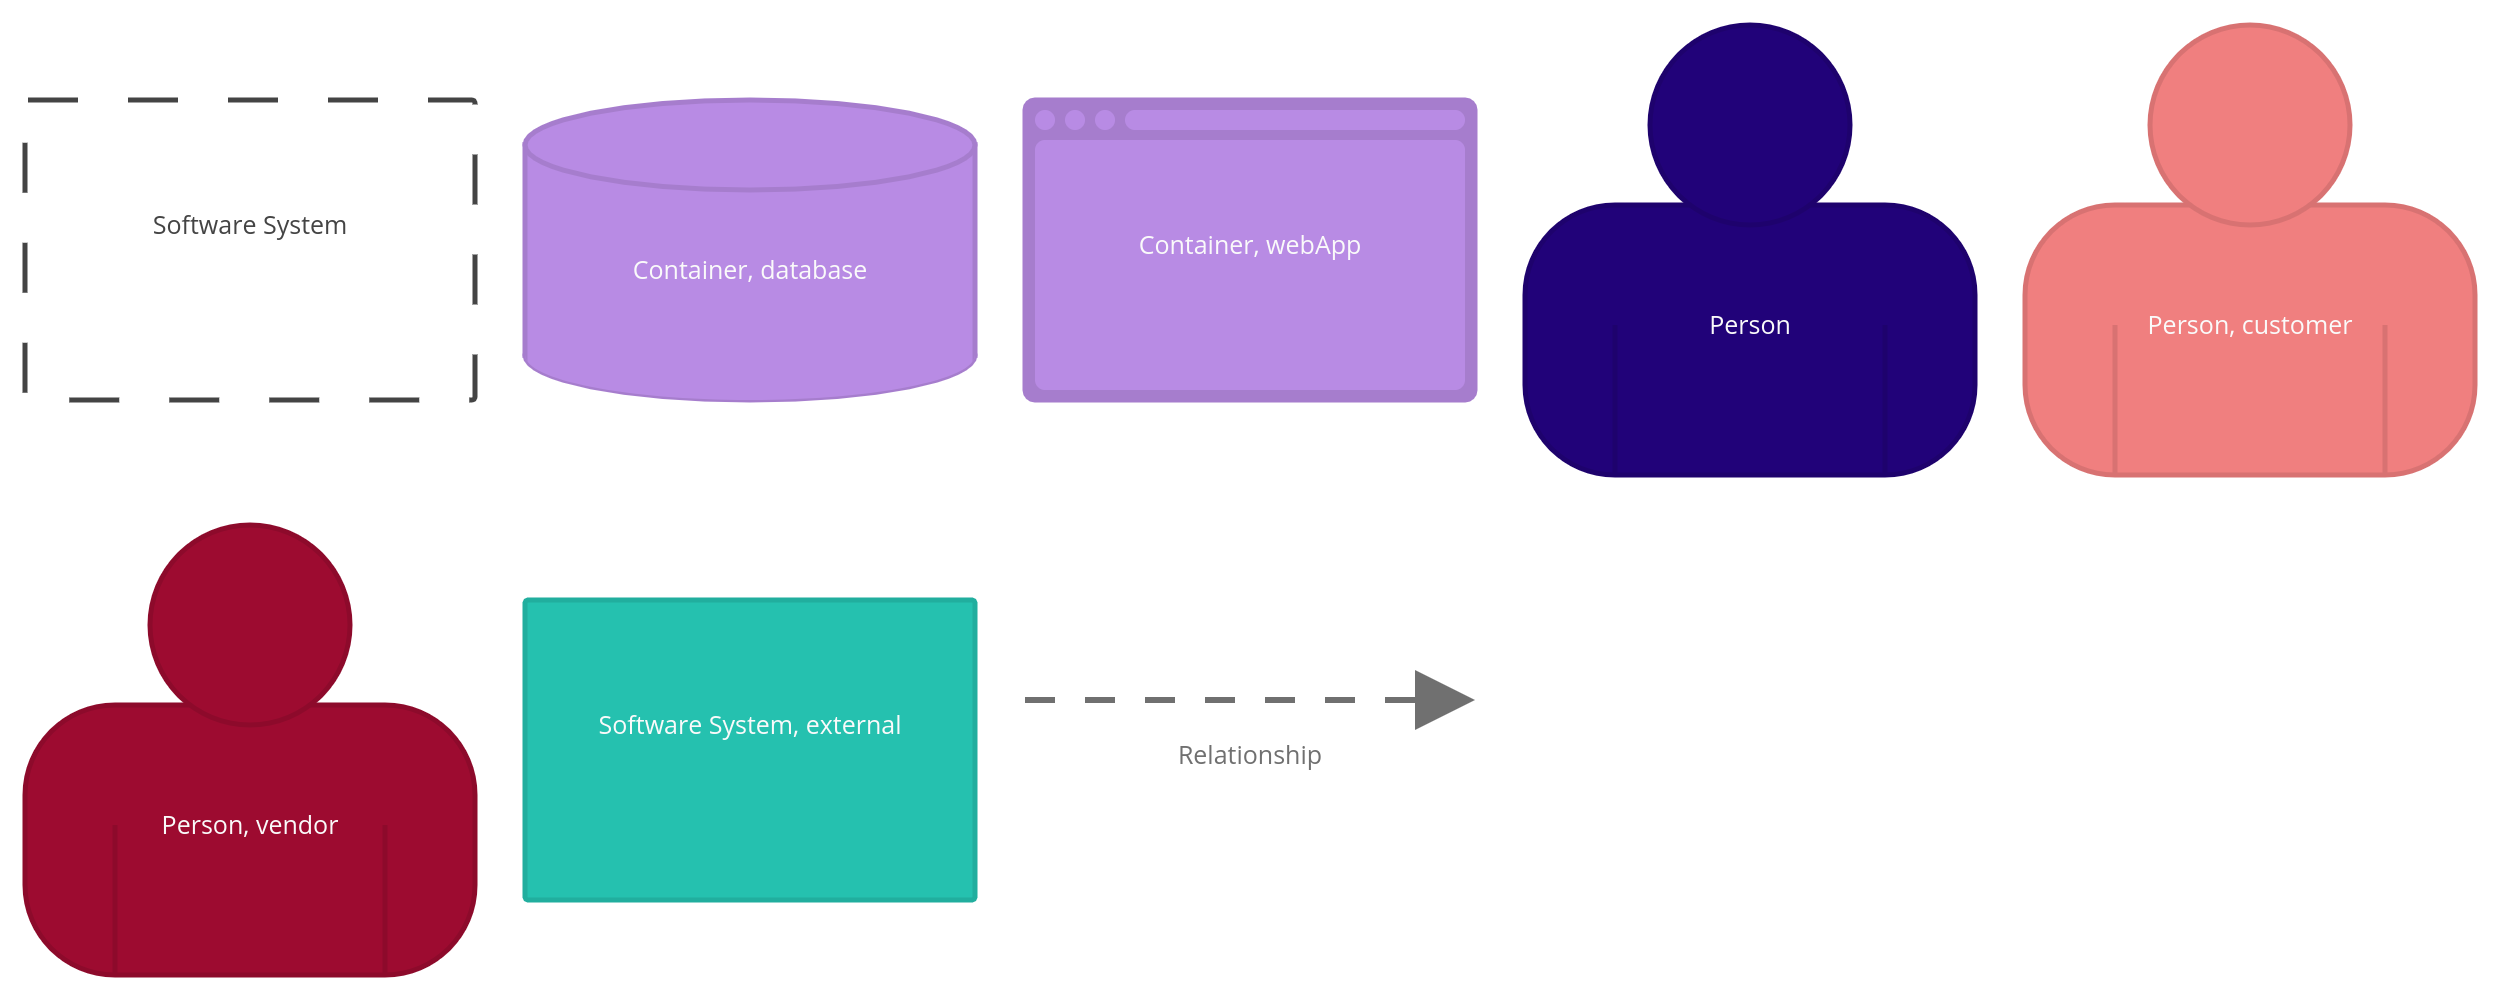 Software System
Container, database
Container, webApp
Person
Person, customer
Person, vendor
Software System, external
Relationship